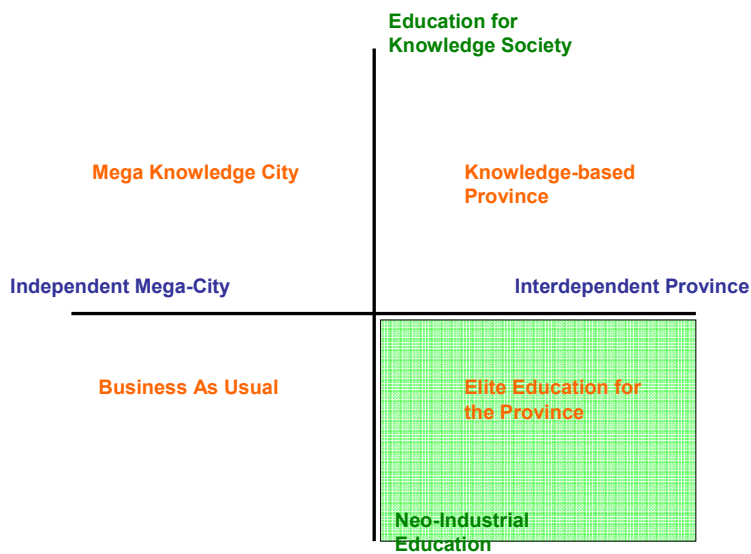 Education for
Knowledge Society
Mega Knowledge City
Knowledge-based
Province
Independent Mega-City
Interdependent Province
Business As Usual
Elite Education for
the Province
Neo-Industrial
Education